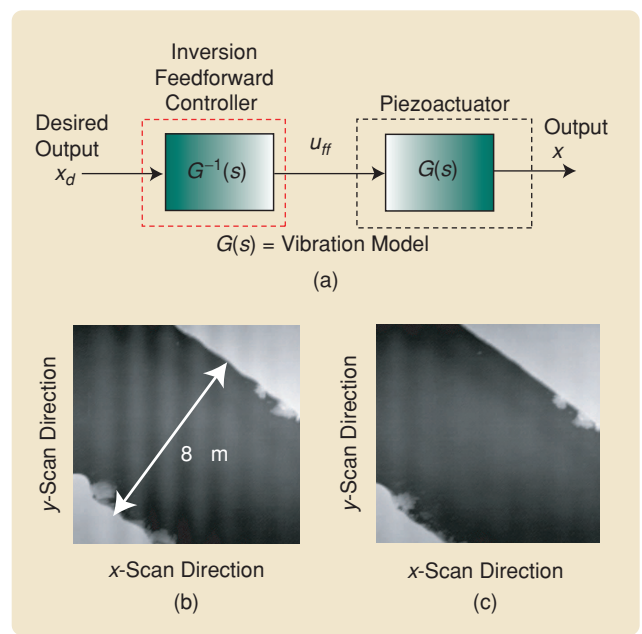 Inversion
Feedforward
Controller
Piezoactuator
Desired
Output
x_d
G⁻¹(s)
u_ff
G(s)
Output
x
G(s) = Vibration Model
(a)
y-Scan Direction
8 m
x-Scan Direction
(b)
y-Scan Direction
x-Scan Direction
(c)